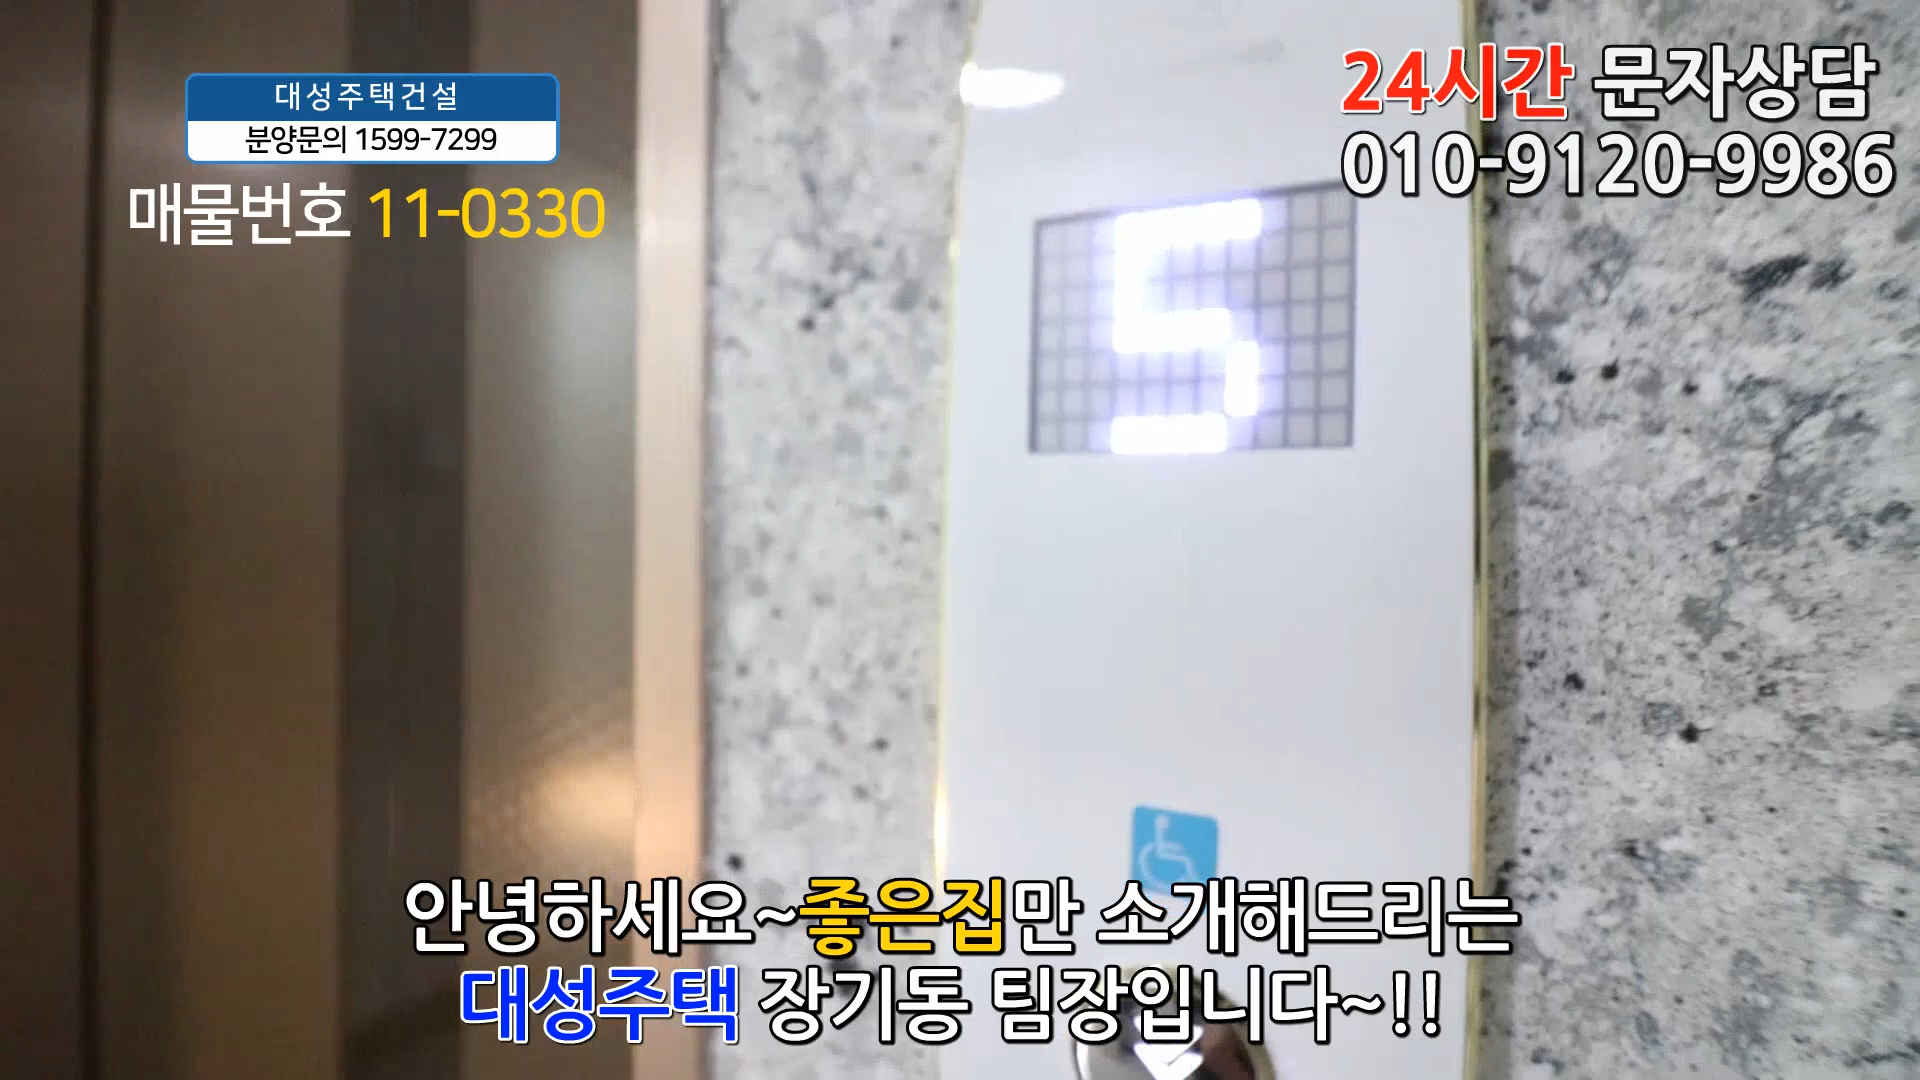 대성주택건설
분양문의 1599-7299
매물번호 11-0330
24시간 문자상담
010-9120-9986
5
안녕하세요~좋은집만 소개해드리는
대성주택 장기동 팀장입니다~!!